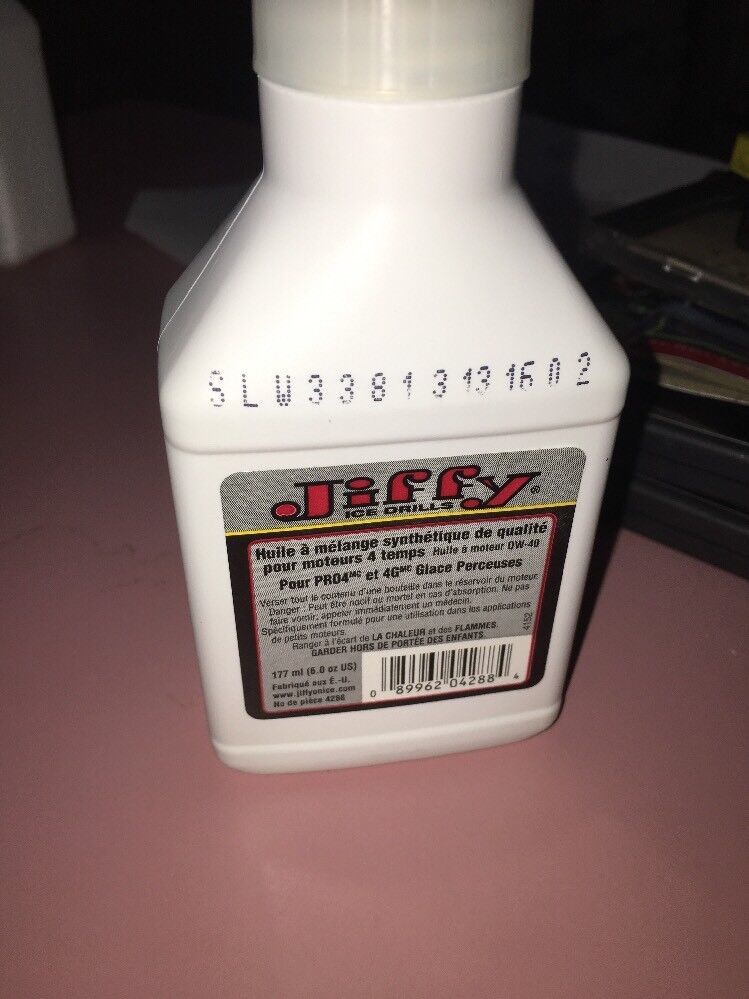 SLW33813131602
Jiffy®
ICE DRILLS
Huile à mélange synthétique de qualité
pour moteurs 4 temps Huile à moteur 0W-40
Pour PRO4ᴹᶜ et 4Gᴹᶜ Glace Perceuses
Verser tout le contenu d'une bouteille dans le réservoir du moteur.
Danger : Peut être nocif ou mortel en cas d'absorption. Ne pas
faire vomir, appeler immédiatement un médecin.
Spécifiquement formulé pour une utilisation dans les applications
de petits moteurs.
Ranger à l'écart de LA CHALEUR et des FLAMMES.
GARDER HORS DE PORTÉE DES ENFANTS.
4152
177 ml (6.0 oz US)
Fabriqué aux É.-U.
www.jiffyonice.com
No de pièce 4288
0 89962 04288 4